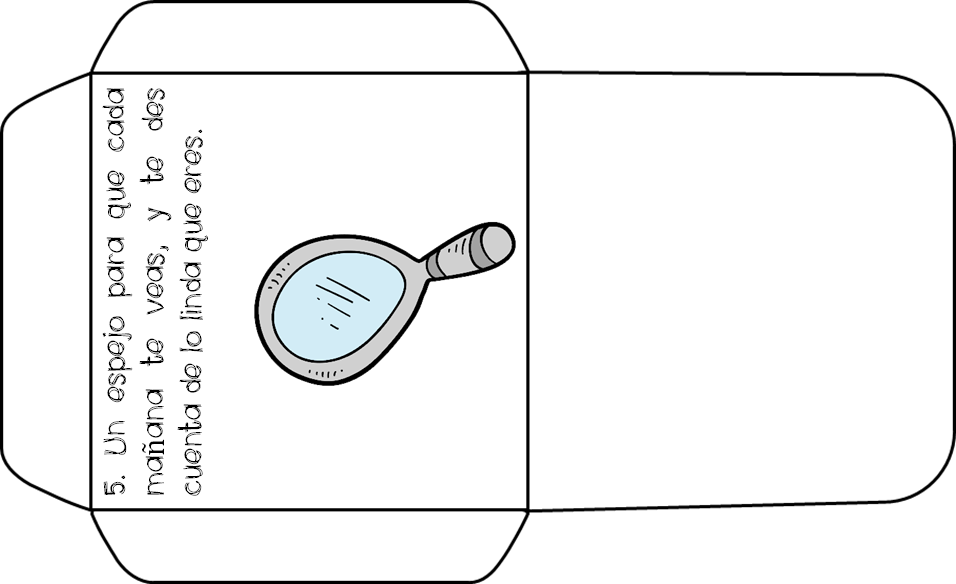 5. Un espejo para que cada
mañana te veas, y te des
cuenta de lo linda que eres.